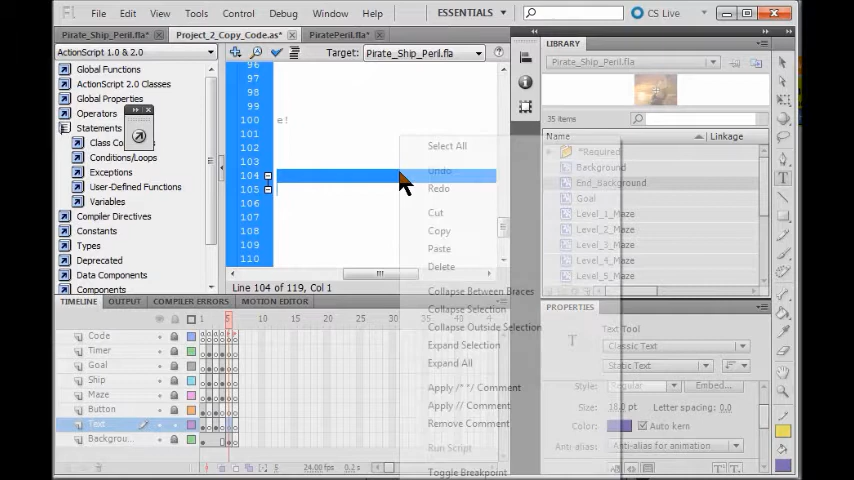 Fl File Edit View Insert Modify Text Commands Control Debug Window Help ESSENTIALS CS Live
Pirate_Ship_Peril.fla* Project_2_Copy_Code.as* PiratePeril.fla*
ActionScript 1.0 & 2.0
Target: Pirate_Ship_Peril.fla
Global Functions
ActionScript 2.0 Classes
Global Properties
Operators
Statements
Class Co
Conditions/Loops
Exceptions
User-Defined Functions
Variables
Compiler Directives
Constants
Types
Deprecated
Data Components
Components
96
97
98
99
100 e!
101
102
103
104
105
106
107
108
109
110
Line 104 of 119, Col 1
Select All
Undo
Redo
Cut
Copy
Paste
Delete
Collapse Between Braces
Collapse Selection
Collapse Outside Selection
Expand Selection
Expand All
Apply /* */ Comment
Apply // Comment
Remove Comment
Run Script
Toggle Breakpoint
LIBRARY
Pirate_Ship_Peril.fla
35 items
Name Linkage
*Required
Background
End_Background
Goal
Level_1_Maze
Level_2_Maze
Level_3_Maze
Level_4_Maze
Level_5_Maze
PROPERTIES
T Text Tool
Classic Text
Static Text
Style: Regular Embed...
Size: 18.0 pt Letter spacing: 0.0
Color: Auto kern
Anti-alias: Anti-alias for animation
TIMELINE OUTPUT COMPILER ERRORS MOTION EDITOR
1 5 10 15 20 25 30 35 40 45
Code
Timer
Goal
Ship
Maze
Button
Text
Backgrou
5 24.00 fps 0.2 s